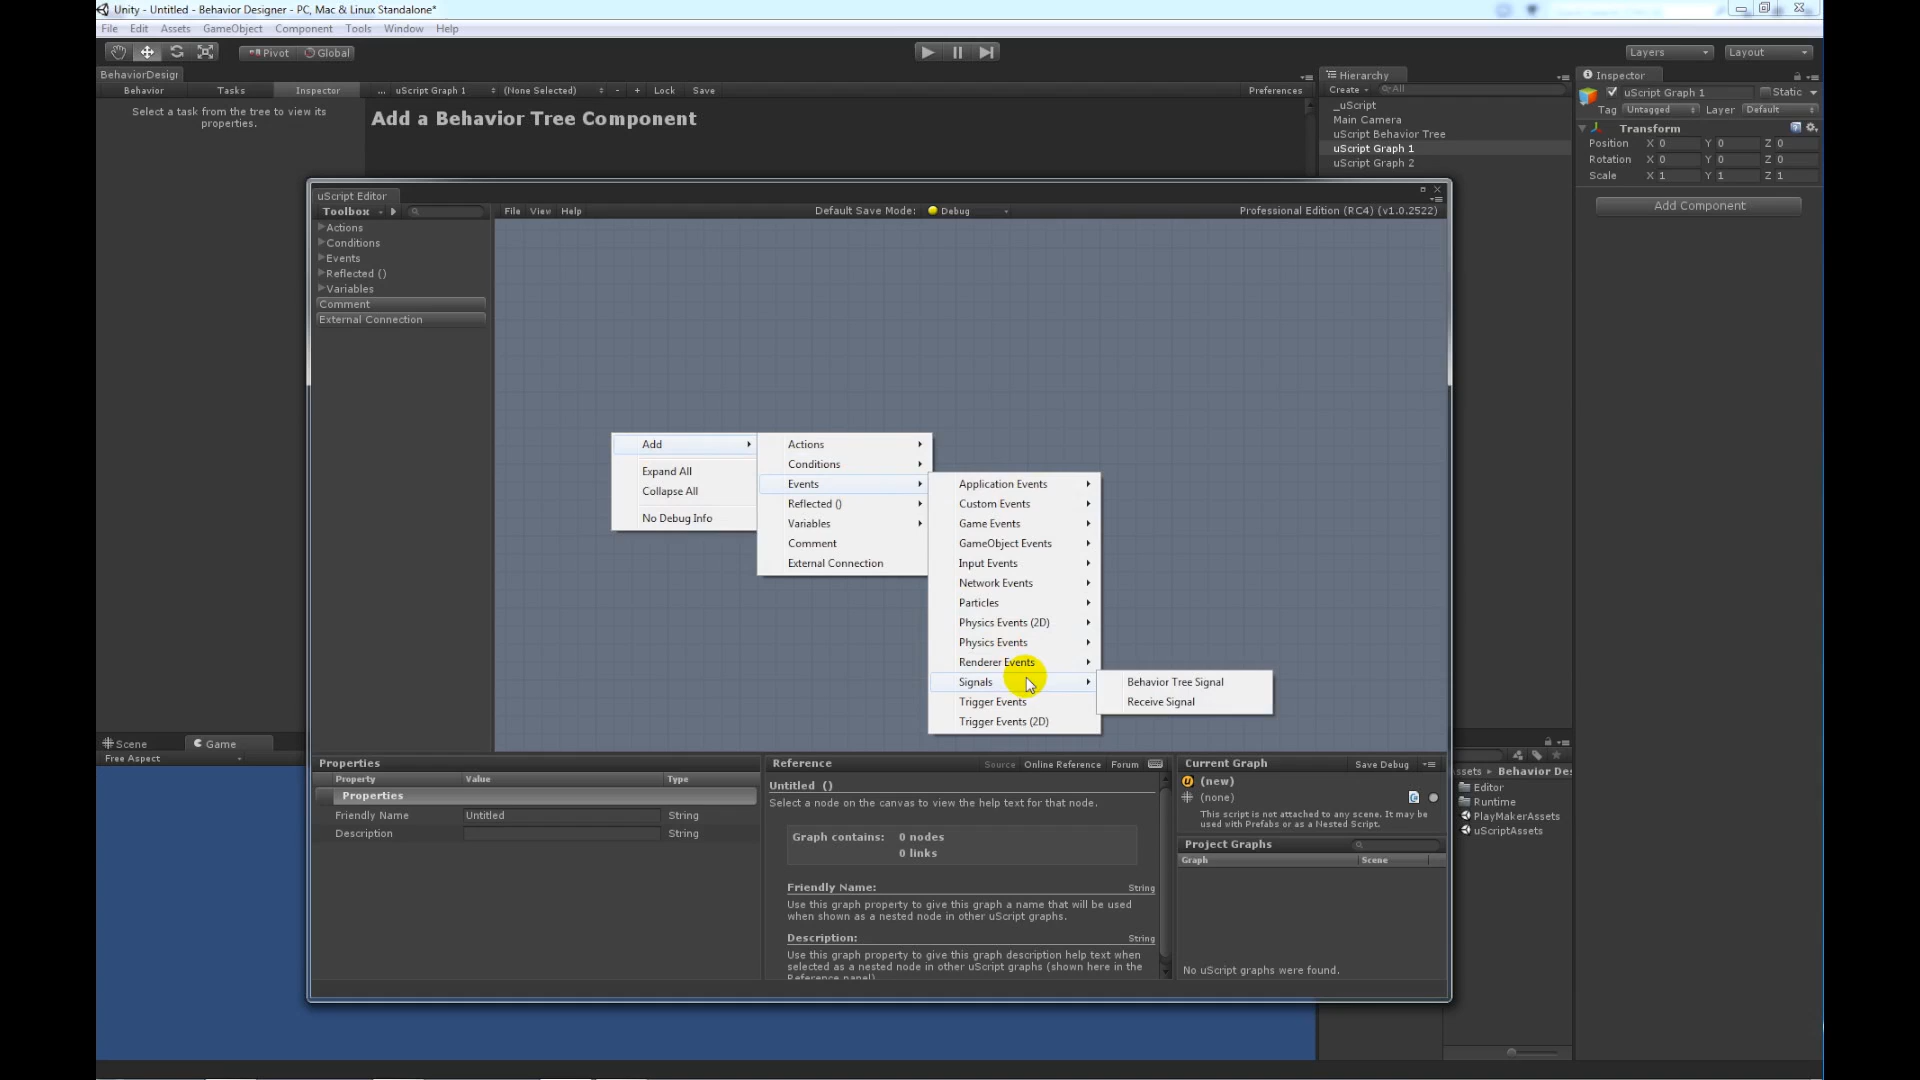 Unity - Untitled - Behavior Designer - PC, Mac & Linux Standalone*
File Edit Assets GameObject Component Tools Window Help
Pivot Global Layers Layout
BehaviorDesigr
Behavior Tasks Inspector ... uScript Graph 1 (None Selected) - + Lock Save Preferences
Select a task from the tree to view its
properties.
Add a Behavior Tree Component
Hierarchy
Create All
_uScript
Main Camera
uScript Behavior Tree
uScript Graph 1
uScript Graph 2
Inspector
uScript Graph 1 Static
Tag Untagged Layer Default
Transform
Position X 0 Y 0 Z 0
Rotation X 0 Y 0 Z 0
Scale X 1 Y 1 Z 1
Add Component
uScript Editor
Toolbox File View Help Default Save Mode: Debug Professional Edition (RC4) (v1.0.2522)
Actions
Conditions
Events
Reflected ()
Variables
Comment
External Connection
Add
Expand All
Collapse All
No Debug Info
Actions
Conditions
Events
Reflected ()
Variables
Comment
External Connection
Application Events
Custom Events
Game Events
GameObject Events
Input Events
Network Events
Particles
Physics Events (2D)
Physics Events
Renderer Events
Signals
Trigger Events
Trigger Events (2D)
Behavior Tree Signal
Receive Signal
Scene Game
Free Aspect
Properties
Property Value Type
Properties
Friendly Name Untitled String
Description String
Reference Source Online Reference Forum
Untitled ()
Select a node on the canvas to view the help text for that node.
Graph contains: 0 nodes
0 links
Friendly Name: String
Use this graph property to give this graph a name that will be used
when shown as a nested node in other uScript graphs.
Description: String
Use this graph property to give this graph description help text when
selected as a nested node in other uScript graphs (shown here in the
Reference panel)
Current Graph Save Debug
(new)
(none)
This script is not attached to any scene. It may be
used with Prefabs or as a Nested Script.
Project Graphs
Graph Scene
No uScript graphs were found.
ssets Behavior Des
Editor
Runtime
PlayMakerAssets
uScriptAssets